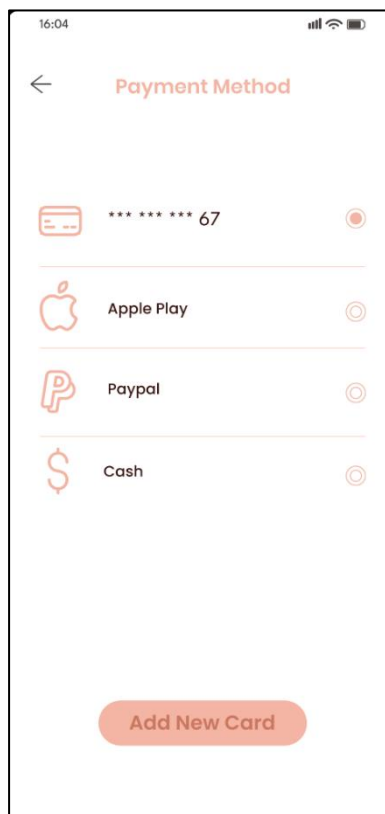 16:04
Payment Method
*** *** *** 67
Apple Play
Paypal
Cash
Add New Card